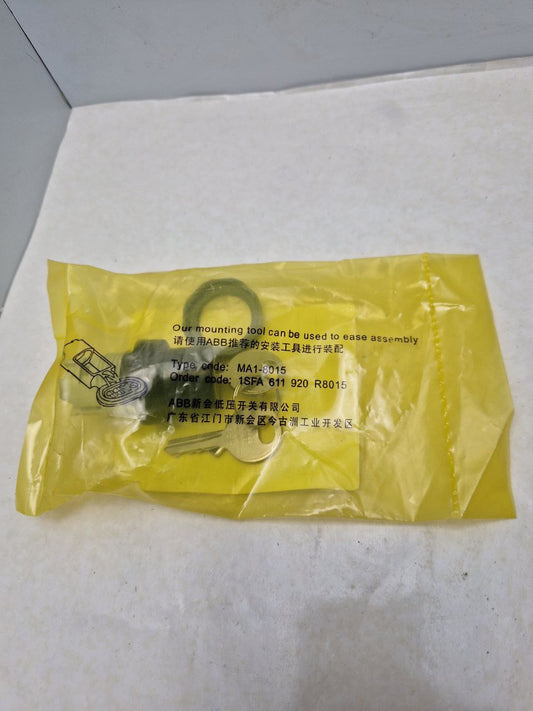 Our mounting tool can be used to ease assembly
请使用ABB推荐的安装工具进行装配
Type code: MA1-8015
Order code: 1SFA 611 920 R8015
ABB新会低压开关有限公司
广东省江门市新会区今古洲工业开发区